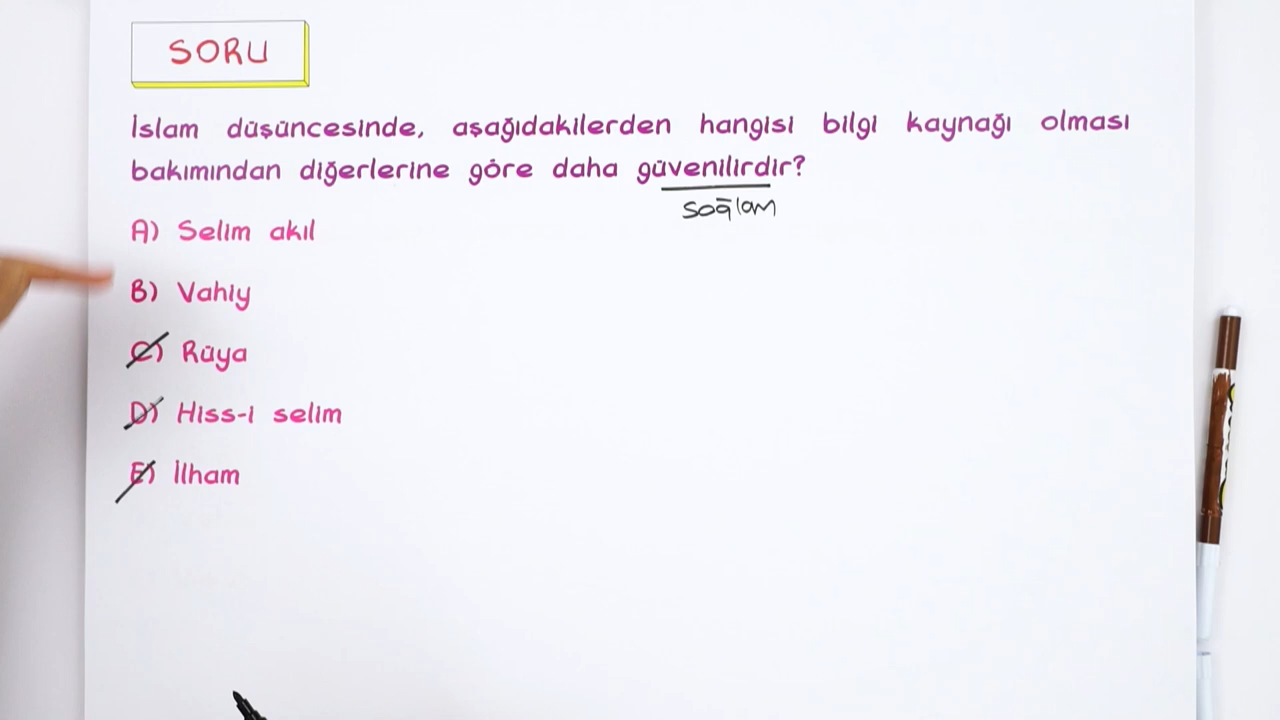 SORU
İslam düşüncesinde, aşağıdakilerden hangisi bilgi kaynağı olması
bakımından diğerlerine göre daha güvenilirdir?
soğlam
A) Selim akıl
B) Vahiy
C) Rüya
D) Hiss-i selim
E) İlham